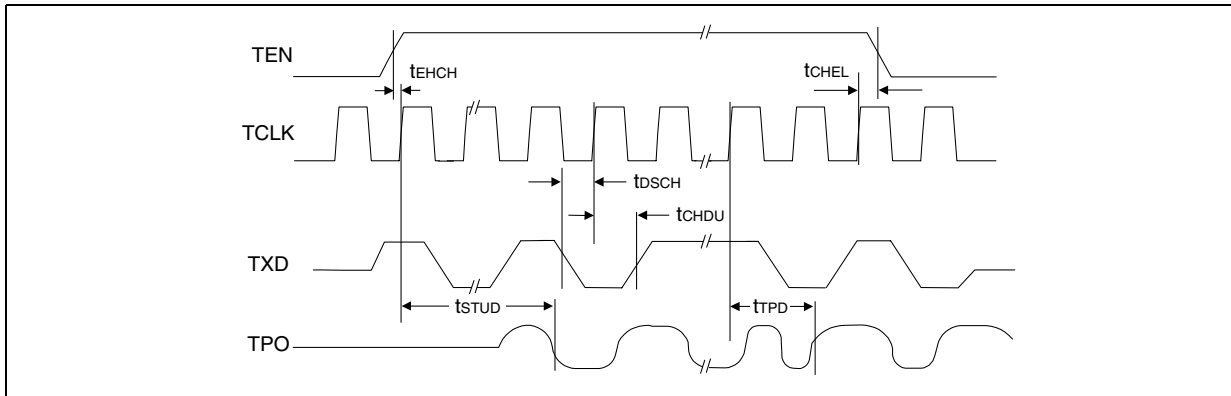 TEN
tEHCH
tCHEL
TCLK
tDSCH
tCHDU
TXD
tSTUD
tTPD
TPO